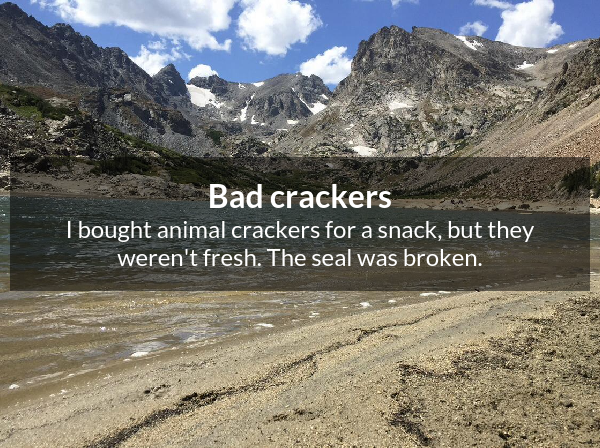 Bad crackers
I bought animal crackers for a snack, but they
weren't fresh. The seal was broken.